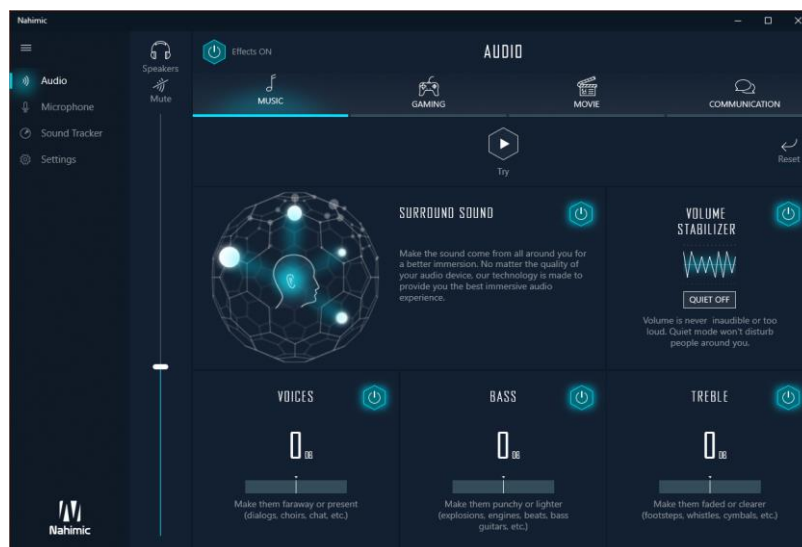 Nahimic
Speakers
Mute
Audio
Microphone
Sound Tracker
Settings
Nahimic
Effects ON
AUDIO
MUSIC
GAMING
MOVIE
COMMUNICATION
Try
Reset
SURROUND SOUND
Make the sound come from all around you for
a better immersion. No matter the quality of
your audio device, our technology is made to
provide you the best immersive audio
experience.
VOLUME
STABILIZER
QUIET OFF
Volume is never inaudible or too
loud. Quiet mode won't disturb
people around you.
VOICES
0 DB
Make them faraway or present
(dialogs, choirs, chat, etc.)
BASS
0 DB
Make them punchy or lighter
(explosions, engines, beats, bass
guitars, etc.)
TREBLE
0 DB
Make them faded or clearer
(footsteps, whistles, cymbals, etc.)